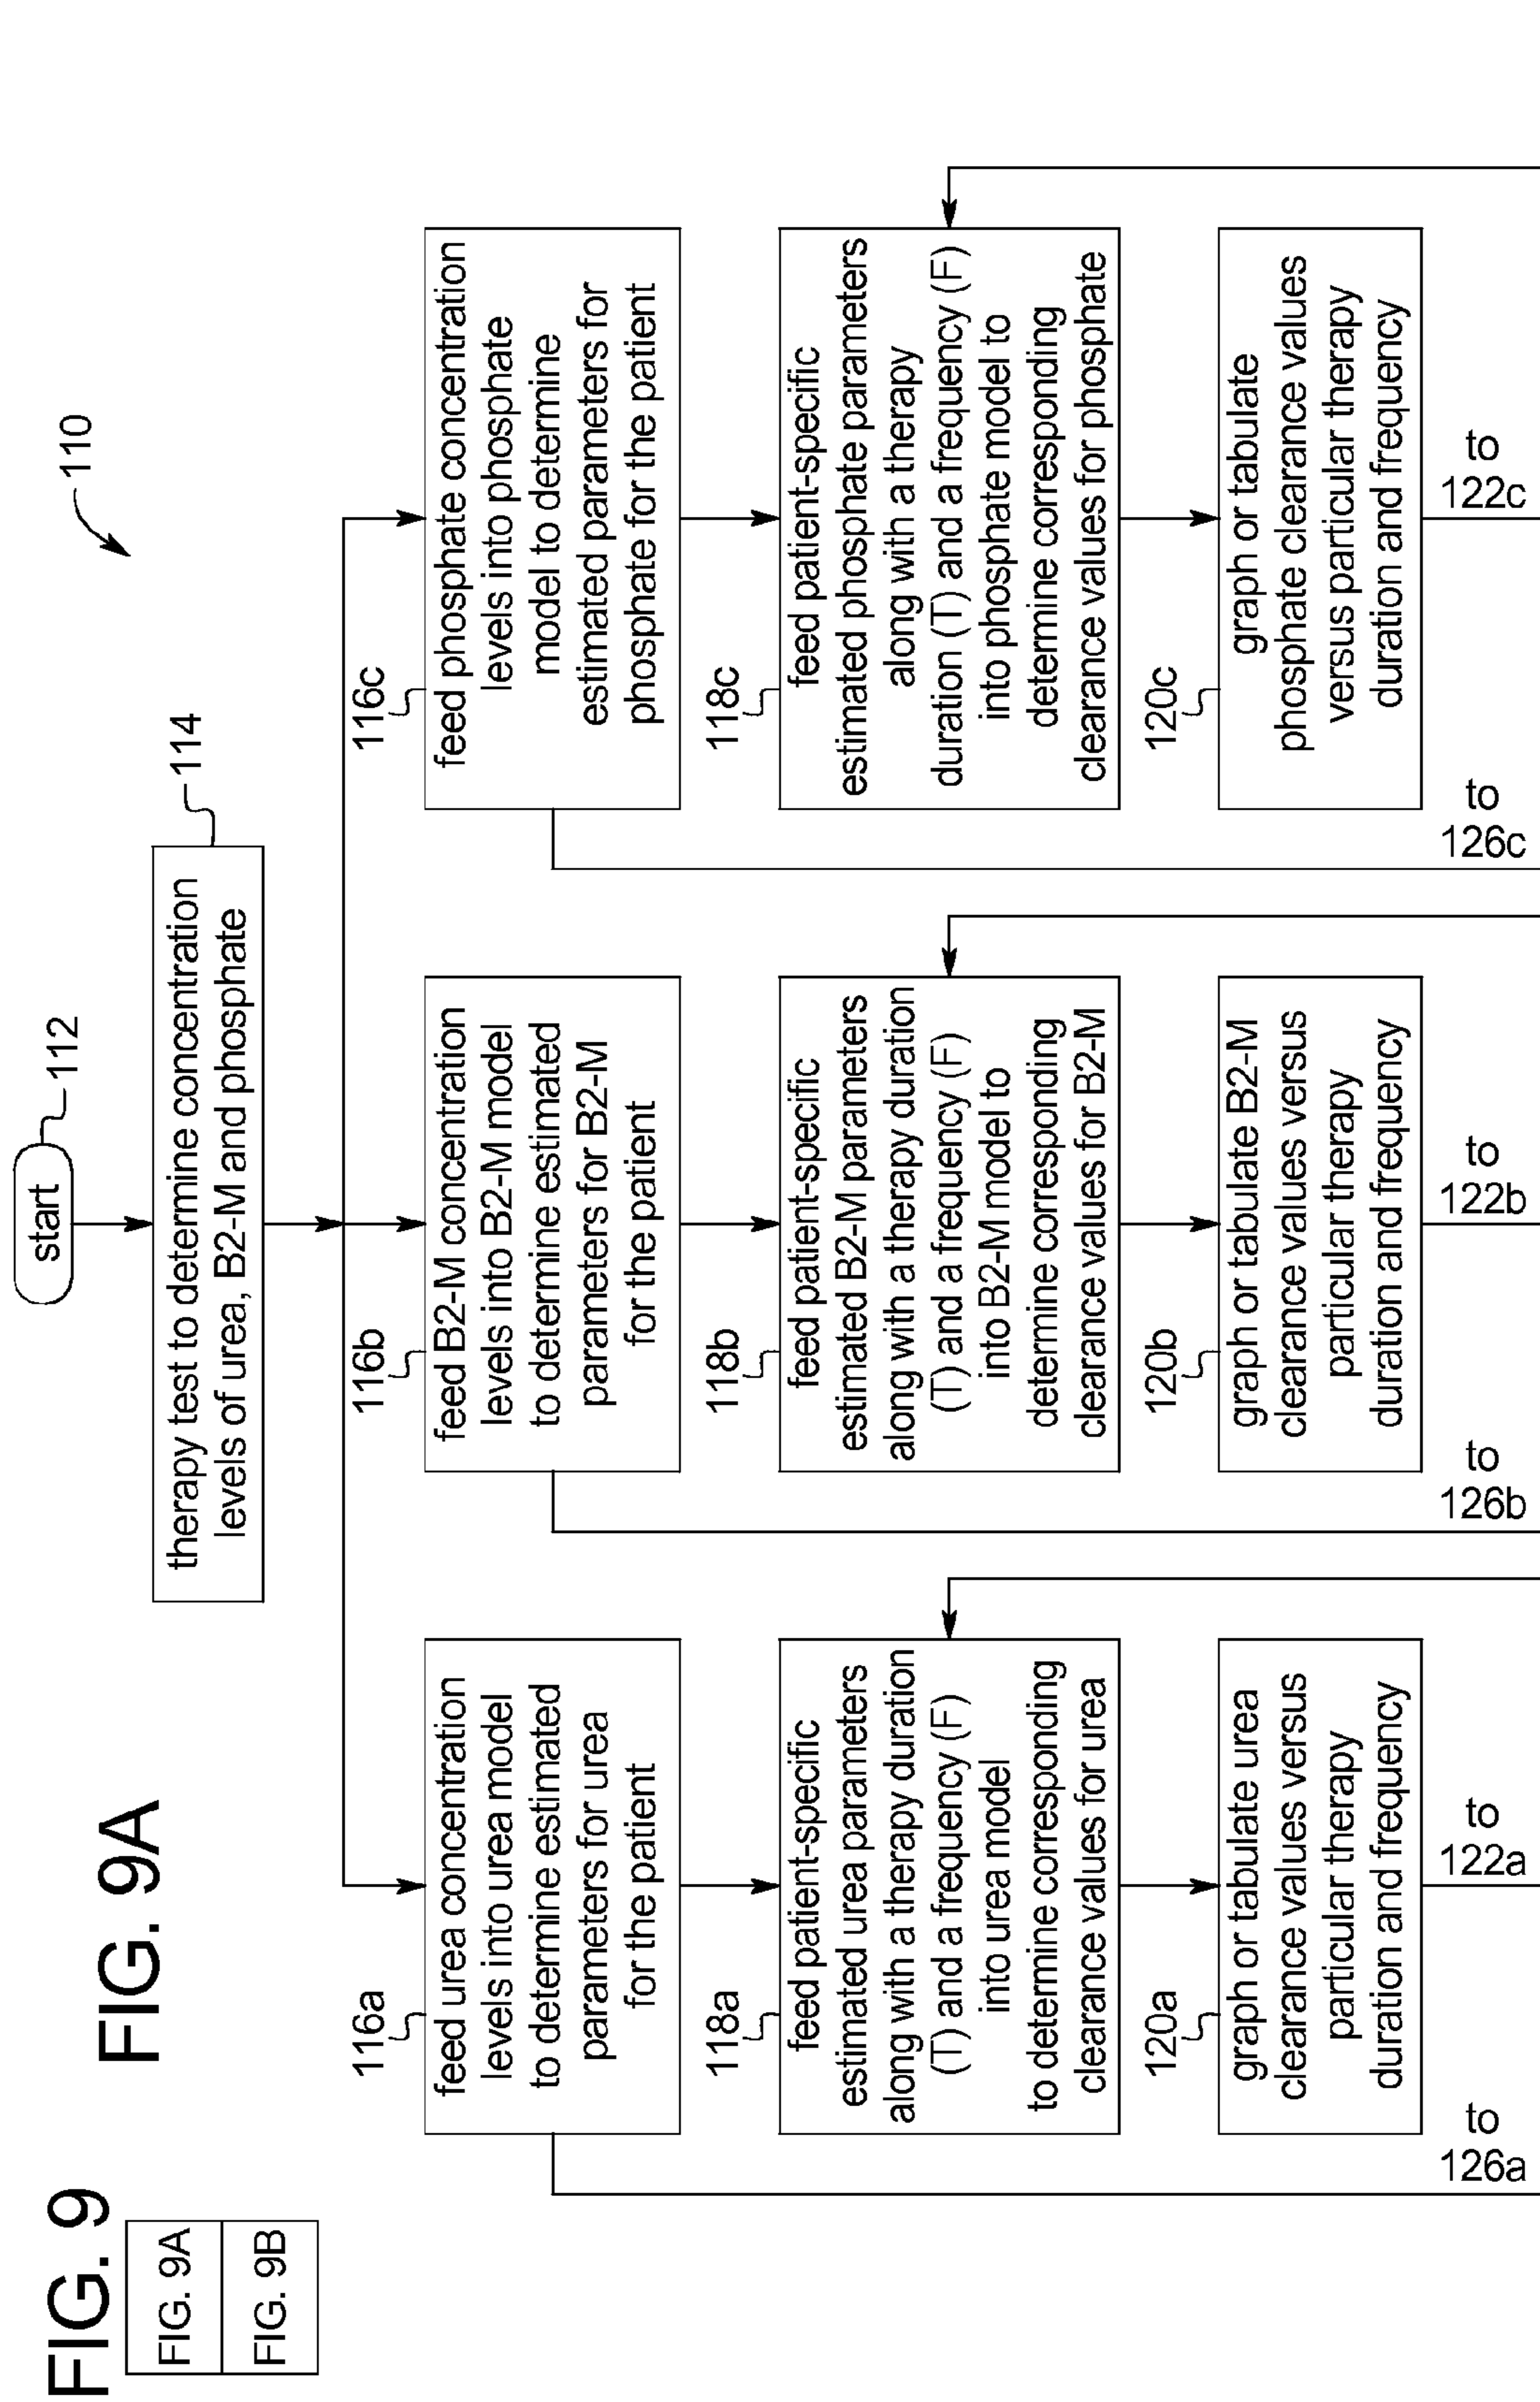 FIG. 9
FIG. 9A
FIG. 9B
FIG. 9A
110
start
112
therapy test to determine concentration
levels of urea, B2-M and phosphate
114
116a
feed urea concentration
levels into urea model
to determine estimated
parameters for urea
for the patient
116b
feed B2-M concentration
levels into B2-M model
to determine estimated
parameters for B2-M
for the patient
116c
feed phosphate concentration
levels into phosphate
model to determine
estimated parameters for
phosphate for the patient
118a
feed patient-specific
estimated urea parameters
along with a therapy duration
(T) and a frequency (F)
into urea model
to determine corresponding
clearance values for urea
118b
feed patient-specific
estimated B2-M parameters
along with a therapy duration
(T) and a frequency (F)
into B2-M model to
determine corresponding
clearance values for B2-M
118c
feed patient-specific
estimated phosphate parameters
along with a therapy
duration (T) and a frequency (F)
into phosphate model to
determine corresponding
clearance values for phosphate
120a
graph or tabulate urea
clearance values versus
particular therapy
duration and frequency
120b
graph or tabulate B2-M
clearance values versus
particular therapy
duration and frequency
120c
graph or tabulate
phosphate clearance values
versus particular therapy
duration and frequency
to
126a
to
122a
to
126b
to
122b
to
126c
to
122c